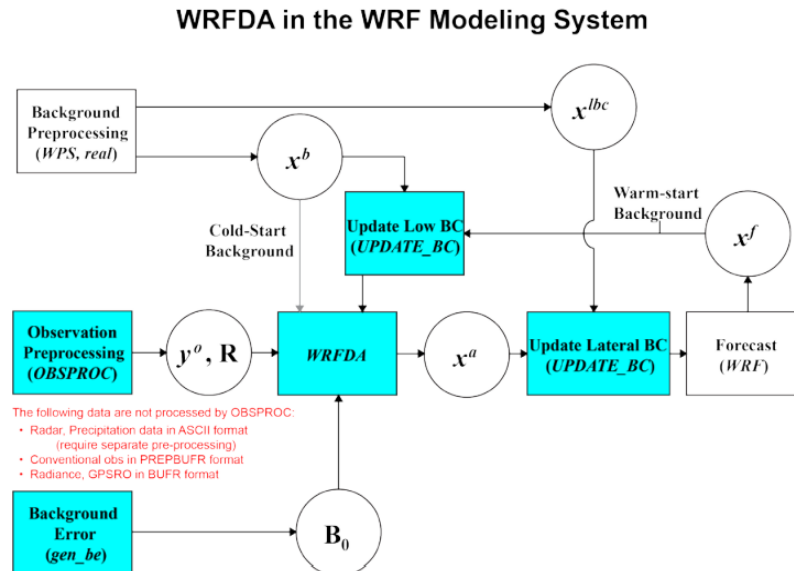 WRFDA in the WRF Modeling System
Background
Preprocessing
(WPS, real)
x^lbc
x^b
Cold-Start
Background
Update Low BC
(UPDATE_BC)
Warm-start
Background
x^f
Observation
Preprocessing
(OBSPROC)
y^o, R
WRFDA
x^a
Update Lateral BC
(UPDATE_BC)
Forecast
(WRF)
The following data are not processed by OBSPROC:
• Radar, Precipitation data in ASCII format
(require separate pre-processing)
• Conventional obs in PREPBUFR format
• Radiance, GPSRO in BUFR format
Background
Error
(gen_be)
B₀